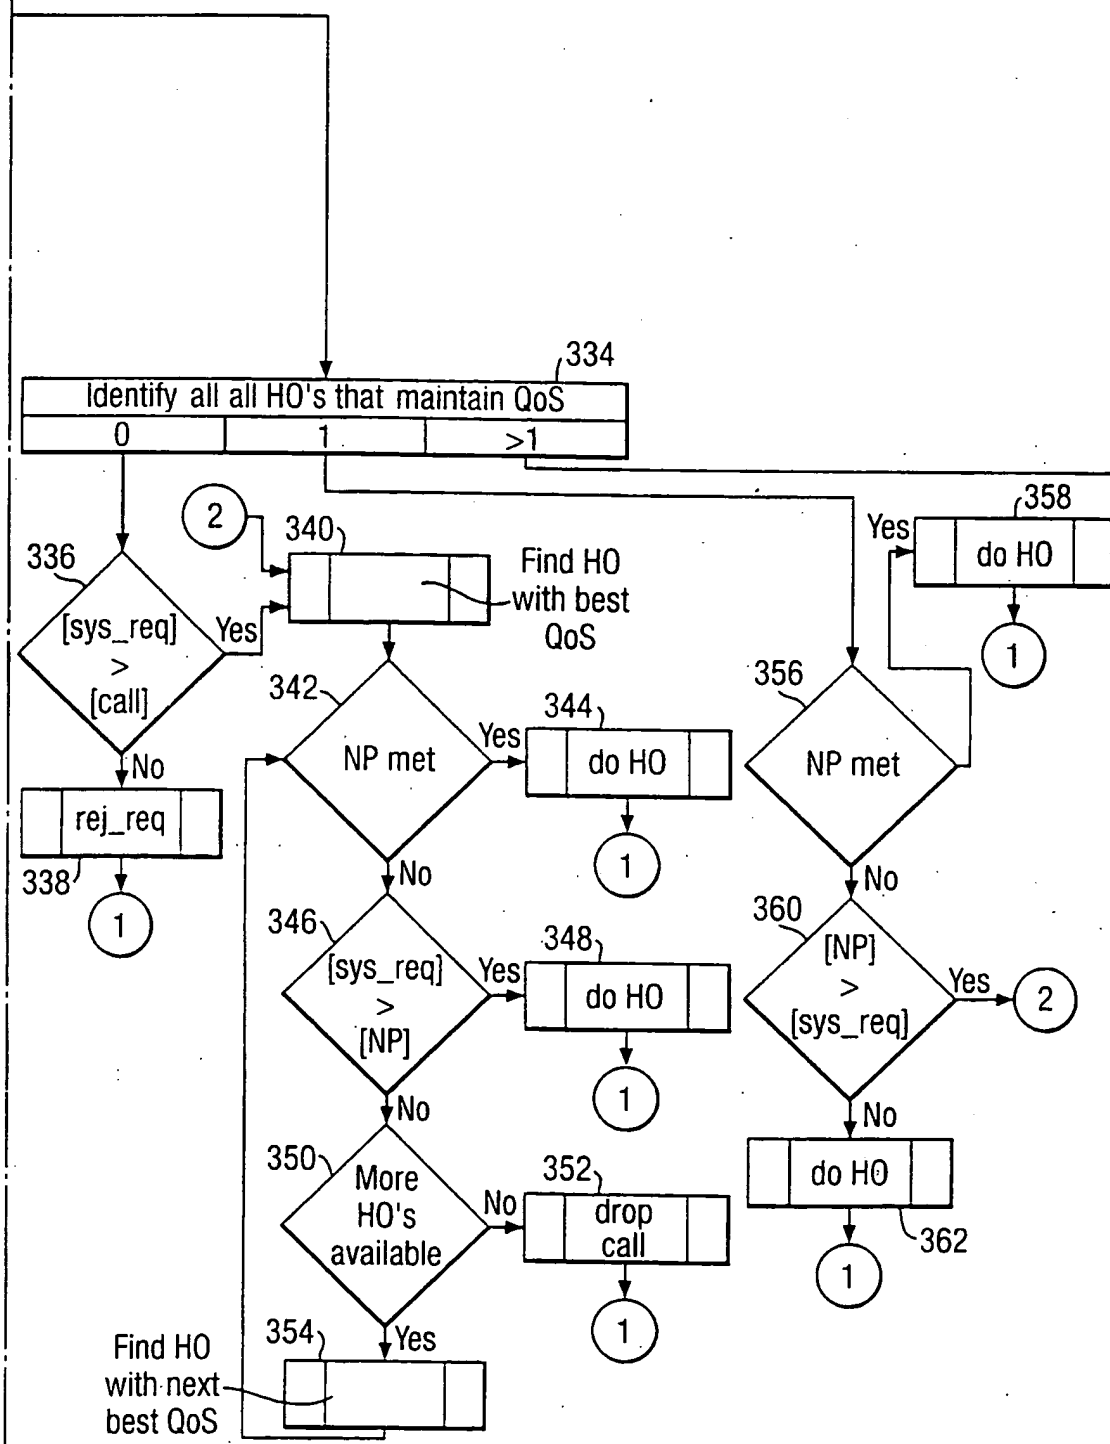 334
Identify all all HO's that maintain QoS
0
1
>1
2
340
Find HO
with best
QoS
358
Yes
do HO
1
336
[sys_req]
>
[call]
Yes
No
rej_req
338
1
342
NP met
Yes
344
do HO
1
No
346
[sys_req]
>
[NP]
Yes
348
do HO
1
No
350
More
HO's
available
No
352
drop
call
1
Yes
354
Find HO
with next
best QoS
356
NP met
No
360
[NP]
>
[sys_req]
Yes
2
No
do HO
362
1